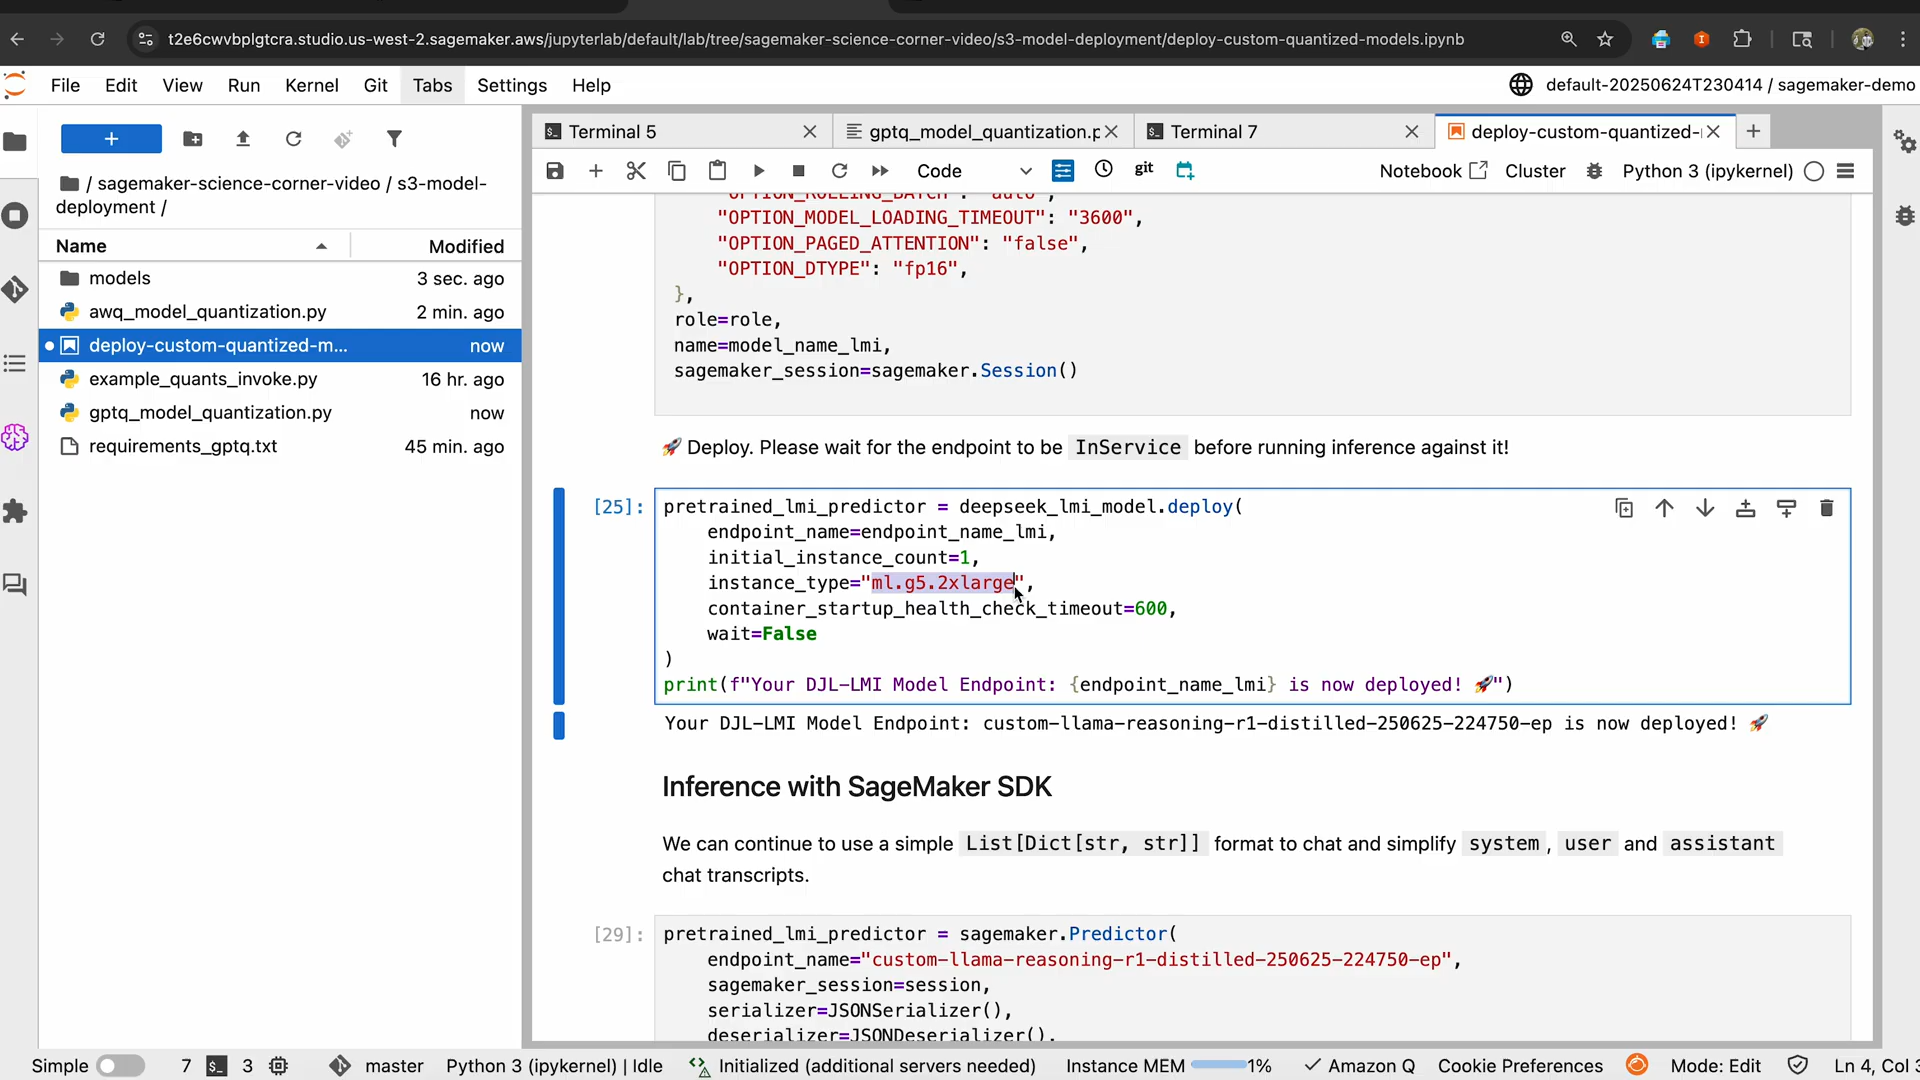 t2e6cwvbplgtcra.studio.us-west-2.sagemaker.aws/jupyterlab/default/lab/tree/sagemaker-science-corner-video/s3-model-deployment/deploy-custom-quantized-models.ipynb
File Edit View Run Kernel Git Tabs Settings Help
default-20250624T230414 / sagemaker-demo
/ sagemaker-science-corner-video / s3-model-
deployment /
Name Modified
models 3 sec. ago
awq_model_quantization.py 2 min. ago
deploy-custom-quantized-m... now
example_quants_invoke.py 16 hr. ago
gptq_model_quantization.py now
requirements_gptq.txt 45 min. ago
Terminal 5
gptq_model_quantization.p
Terminal 7
deploy-custom-quantized-
Code
git
Notebook
Cluster
Python 3 (ipykernel)
"OPTION_ROLLING_BATCH": "auto",
"OPTION_MODEL_LOADING_TIMEOUT": "3600",
"OPTION_PAGED_ATTENTION": "false",
"OPTION_DTYPE": "fp16",
},
role=role,
name=model_name_lmi,
sagemaker_session=sagemaker.Session()
🚀 Deploy. Please wait for the endpoint to be InService before running inference against it!
[25]:
pretrained_lmi_predictor = deepseek_lmi_model.deploy(
endpoint_name=endpoint_name_lmi,
initial_instance_count=1,
instance_type="ml.g5.2xlarge",
container_startup_health_check_timeout=600,
wait=False
)
print(f"Your DJL-LMI Model Endpoint: {endpoint_name_lmi} is now deployed! 🚀")
Your DJL-LMI Model Endpoint: custom-llama-reasoning-r1-distilled-250625-224750-ep is now deployed! 🚀
Inference with SageMaker SDK
We can continue to use a simple List[Dict[str, str]] format to chat and simplify system, user and assistant
chat transcripts.
[29]:
pretrained_lmi_predictor = sagemaker.Predictor(
endpoint_name="custom-llama-reasoning-r1-distilled-250625-224750-ep",
sagemaker_session=session,
serializer=JSONSerializer(),
deserializer=JSONDeserializer(),
Simple 7 3 master Python 3 (ipykernel) | Idle Initialized (additional servers needed) Instance MEM 1% Amazon Q Cookie Preferences Mode: Edit Ln 4, Col